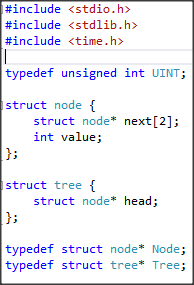 #include <stdio.h>
#include <stdlib.h>
#include <time.h>
typedef unsigned int UINT;
struct node {
    struct node* next[2];
    int value;
};
struct tree {
    struct node* head;
};
typedef struct node* Node;
typedef struct tree* Tree;